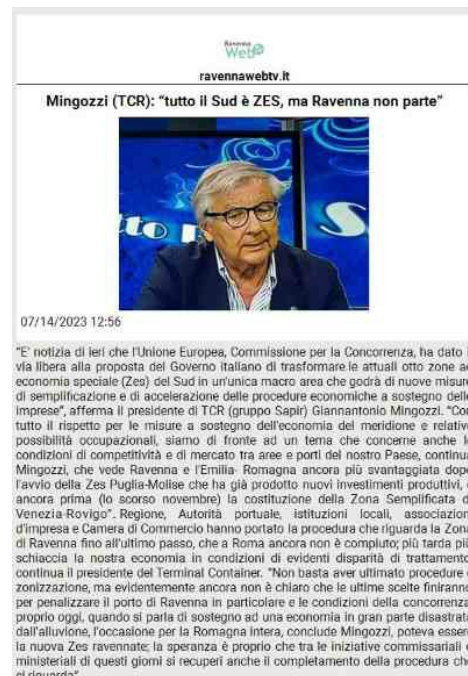 Ravenna
Web
ravennawebtv.it
Mingozzi (TCR): “tutto il Sud è ZES, ma Ravenna non parte”
tto
S
07/14/2023 12:56
"E' notizia di ieri che l'Unione Europea, Commissione per la Concorrenza, ha dato i
via libera alla proposta del Governo italiano di trasformare le attuali otto zone ad
economia speciale (Zes) del Sud in un'unica macro area che godrà di nuove misure
di semplificazione e di accelerazione delle procedure economiche a sostegno delle
imprese", afferma il presidente di TCR (gruppo Sapir) Giannantonio Mingozzi. "Con
tutto il rispetto per le misure a sostegno dell'economia del meridione e relative
possibilità occupazionali, siamo di fronte ad un tema che concerne anche le
condizioni di competitività e di mercato tra aree e porti del nostro Paese, continua
Mingozzi, che vede Ravenna e l'Emilia- Romagna ancora più svantaggiata dopo
l'avvio della Zes Puglia-Molise che ha già prodotto nuovi investimenti produttivi, e
ancora prima (lo scorso novembre) la costituzione della Zona Semplificata di
Venezia-Rovigo". Regione, Autorità portuale, istituzioni locali, associazioni
d'impresa e Camera di Commercio hanno portato la procedura che riguarda la Zona
di Ravenna fino all'ultimo passo, che a Roma ancora non è compiuto; più tarda più
schiaccia la nostra economia in condizioni di evidenti disparità di trattamento,
continua il presidente del Terminal Container. "Non basta aver ultimato procedure e
zonizzazione, ma evidentemente ancora non è chiaro che le ultime scelte finiranno
per penalizzare il porto di Ravenna in particolare e le condizioni della concorrenza;
proprio oggi, quando si parla di sostegno ad una economia in gran parte disastrata
dall'alluvione, l'occasione per la Romagna intera, conclude Mingozzi, poteva essere
la nuova Zes ravennate; la speranza è proprio che tra le iniziative commissariali e
ministeriali di questi giorni si recuperi anche il completamento della procedura che
ci riguarda"